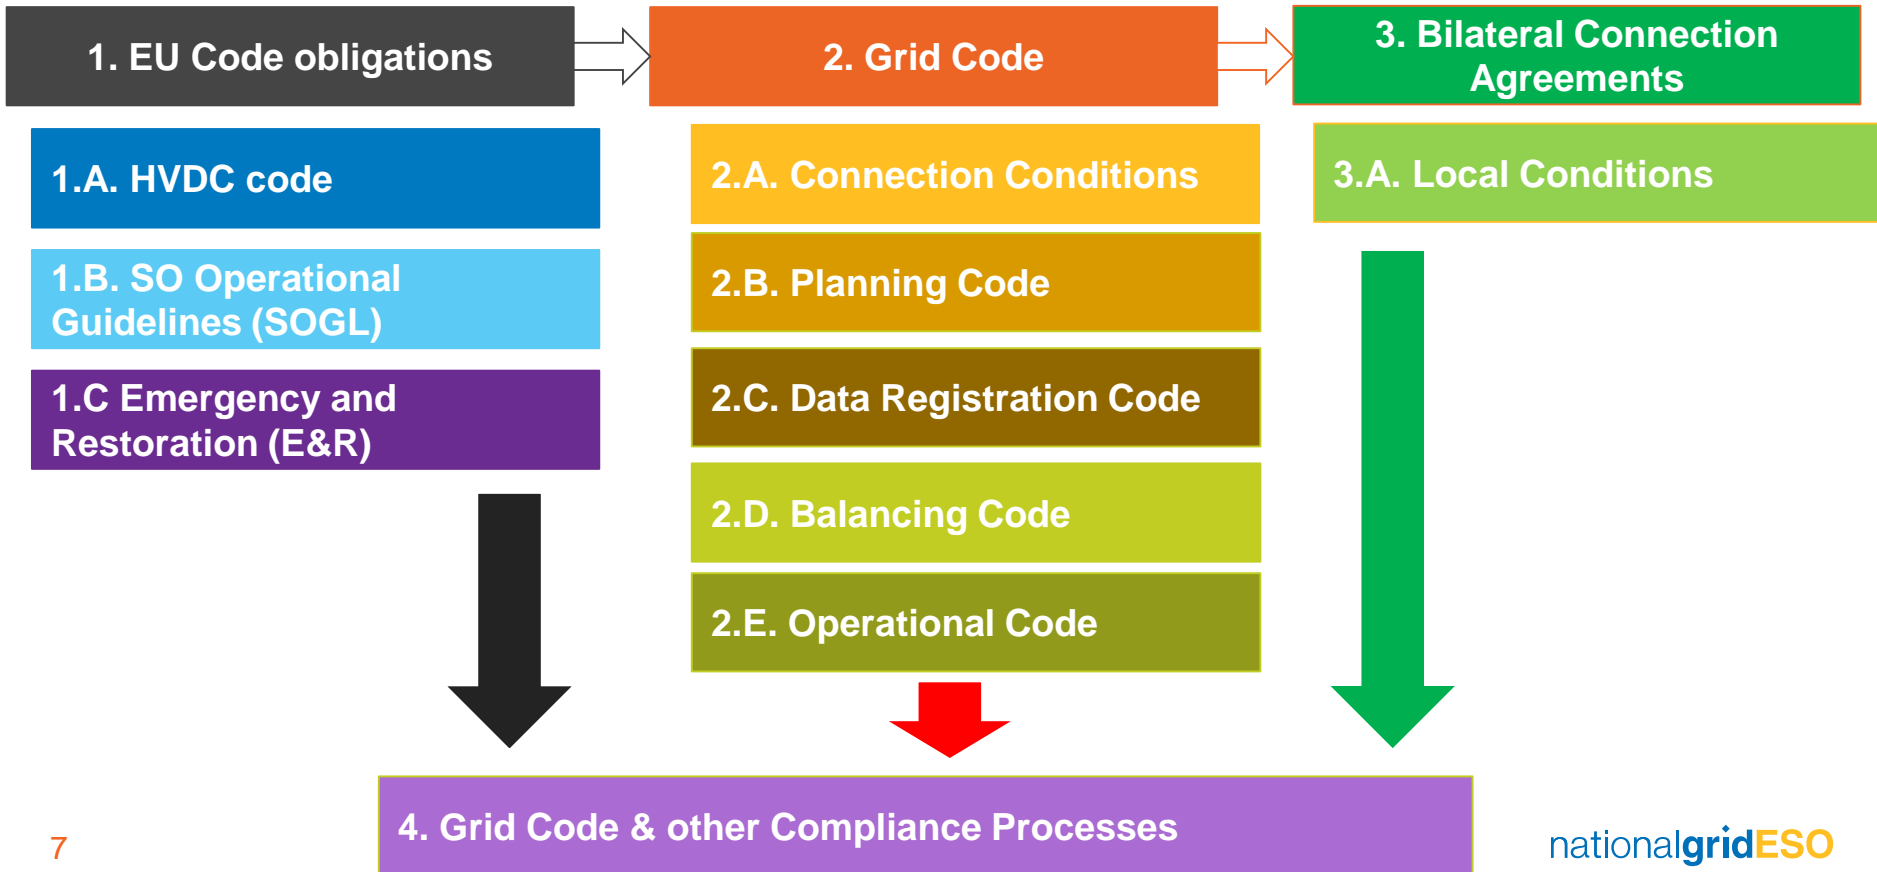 1. EU Code obligations
2. Grid Code
3. Bilateral Connection
Agreements
1.A. HVDC code
1.B. SO Operational
Guidelines (SOGL)
1.C Emergency and
Restoration (E&R)
2.A. Connection Conditions
2.B. Planning Code
2.C. Data Registration Code
2.D. Balancing Code
2.E. Operational Code
3.A. Local Conditions
4. Grid Code & other Compliance Processes
7
nationalgridESO